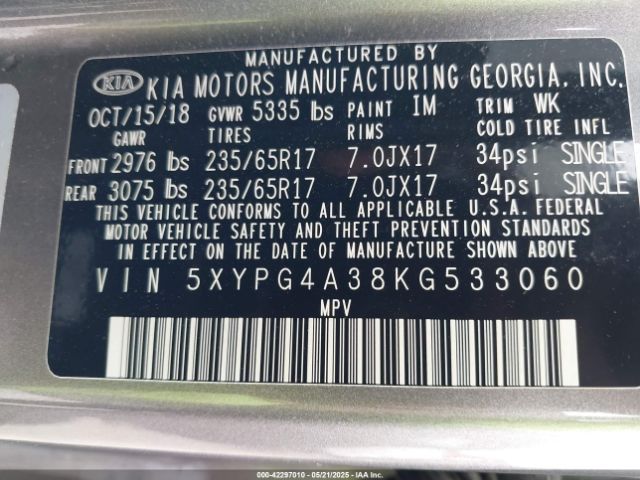 MANUFACTURED BY
KIA KIA MOTORS MANUFACTURING GEORGIA, INC.
OCT/15/18 GVWR 5335 lbs PAINT IM TRIM WK
GAWR TIRES RIMS COLD TIRE INFL
FRONT 2976 lbs 235/65R17 7.0JX17 34psi SINGLE
REAR 3075 lbs 235/65R17 7.0JX17 34psi SINGLE
THIS VEHICLE CONFORMS TO ALL APPLICABLE U.S.A. FEDERAL
MOTOR VEHICLE SAFETY AND THEFT PREVENTION STANDARDS
IN EFFECT ON THE DATE OF MANUFACTURE SHOWN ABOVE
VIN 5XYPG4A38KG533060
MPV
000-42297010 - 05/21/2025 - IAAI.COM